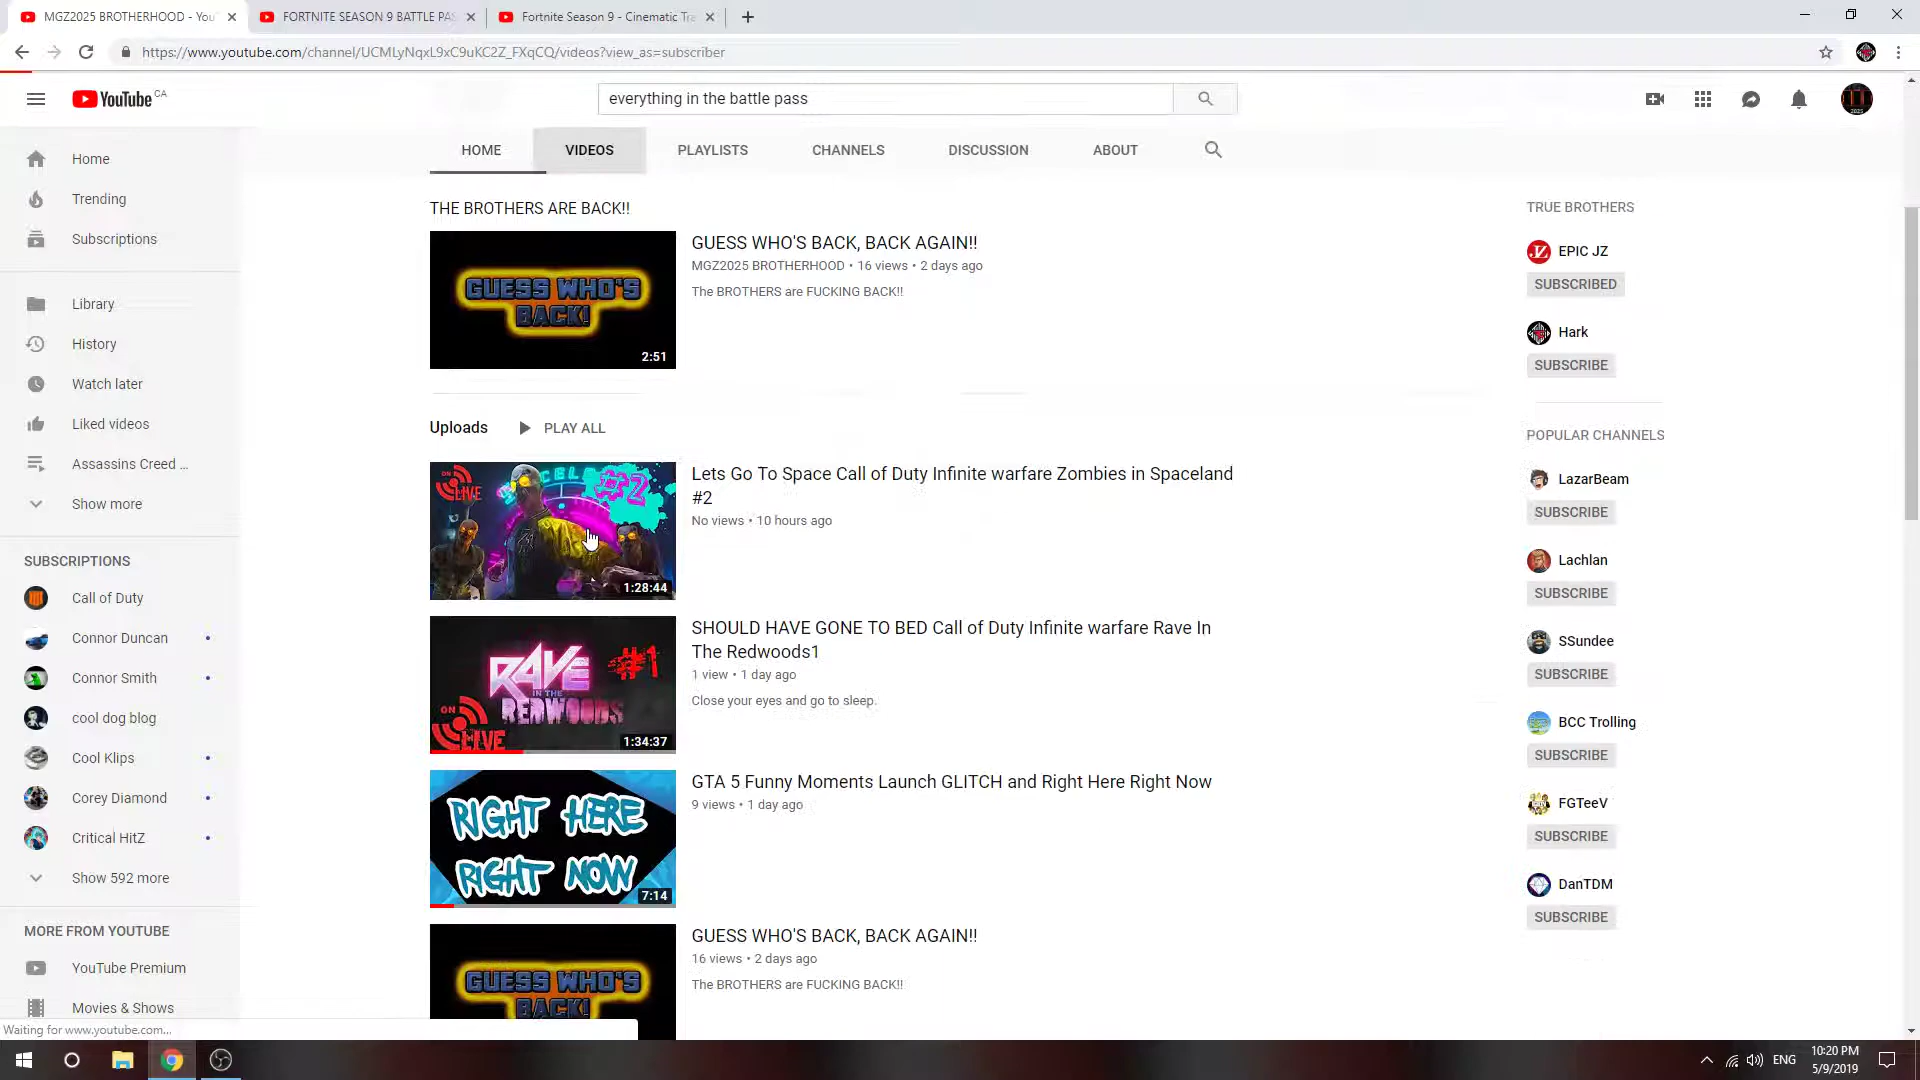 MGZ2025 BROTHERHOOD - You
FORTNITE SEASON 9 BATTLE PAS
Fortnite Season 9 - Cinematic Tra
https://www.youtube.com/channel/UCMLyNqxL9xC9uKC2Z_FXqCQ/videos?view_as=subscriber
YouTube CA
everything in the battle pass
HOME VIDEOS PLAYLISTS CHANNELS DISCUSSION ABOUT
Home
Trending
Subscriptions
Library
History
Watch later
Liked videos
Assassins Creed ...
Show more
SUBSCRIPTIONS
Call of Duty
Connor Duncan
Connor Smith
cool dog blog
Cool Klips
Corey Diamond
Critical HitZ
Show 592 more
MORE FROM YOUTUBE
YouTube Premium
Movies & Shows
THE BROTHERS ARE BACK!!
GUESS WHO'S
BACK!
2:51
GUESS WHO'S BACK, BACK AGAIN!!
MGZ2025 BROTHERHOOD • 16 views • 2 days ago
The BROTHERS are FUCKING BACK!!
Uploads PLAY ALL
ON
LIVE
#2
1:28:44
Lets Go To Space Call of Duty Infinite warfare Zombies in Spaceland
#2
No views • 10 hours ago
RAVE
IN THE
REDWOODS
#1
ON
LIVE
1:34:37
SHOULD HAVE GONE TO BED Call of Duty Infinite warfare Rave In
The Redwoods1
1 view • 1 day ago
Close your eyes and go to sleep.
RIGHT HERE
RIGHT NOW
7:14
GTA 5 Funny Moments Launch GLITCH and Right Here Right Now
9 views • 1 day ago
GUESS WHO'S
BACK!
GUESS WHO'S BACK, BACK AGAIN!!
16 views • 2 days ago
The BROTHERS are FUCKING BACK!!
TRUE BROTHERS
EPIC JZ
SUBSCRIBED
Hark
SUBSCRIBE
POPULAR CHANNELS
LazarBeam
SUBSCRIBE
Lachlan
SUBSCRIBE
SSundee
SUBSCRIBE
BCC Trolling
SUBSCRIBE
FGTeeV
SUBSCRIBE
DanTDM
SUBSCRIBE
Waiting for www.youtube.com...
ENG
10:20 PM
5/9/2019